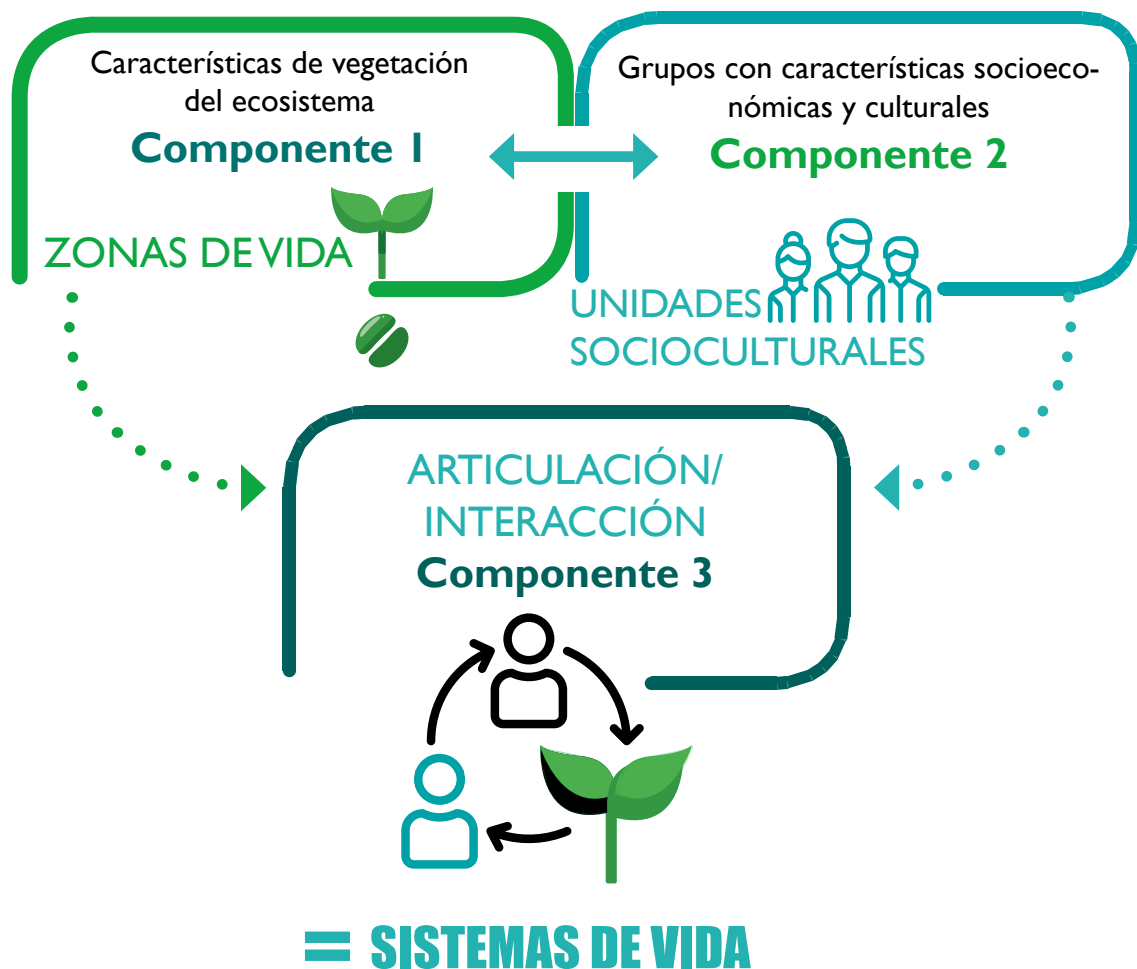 Características de vegetación
del ecosistema
Componente 1
ZONAS DE VIDA
Grupos con características socioeco-
nómicas y culturales
Componente 2
UNIDADES
SOCIOCULTURALES
ARTICULACIÓN/
INTERACCIÓN
Componente 3
= SISTEMAS DE VIDA